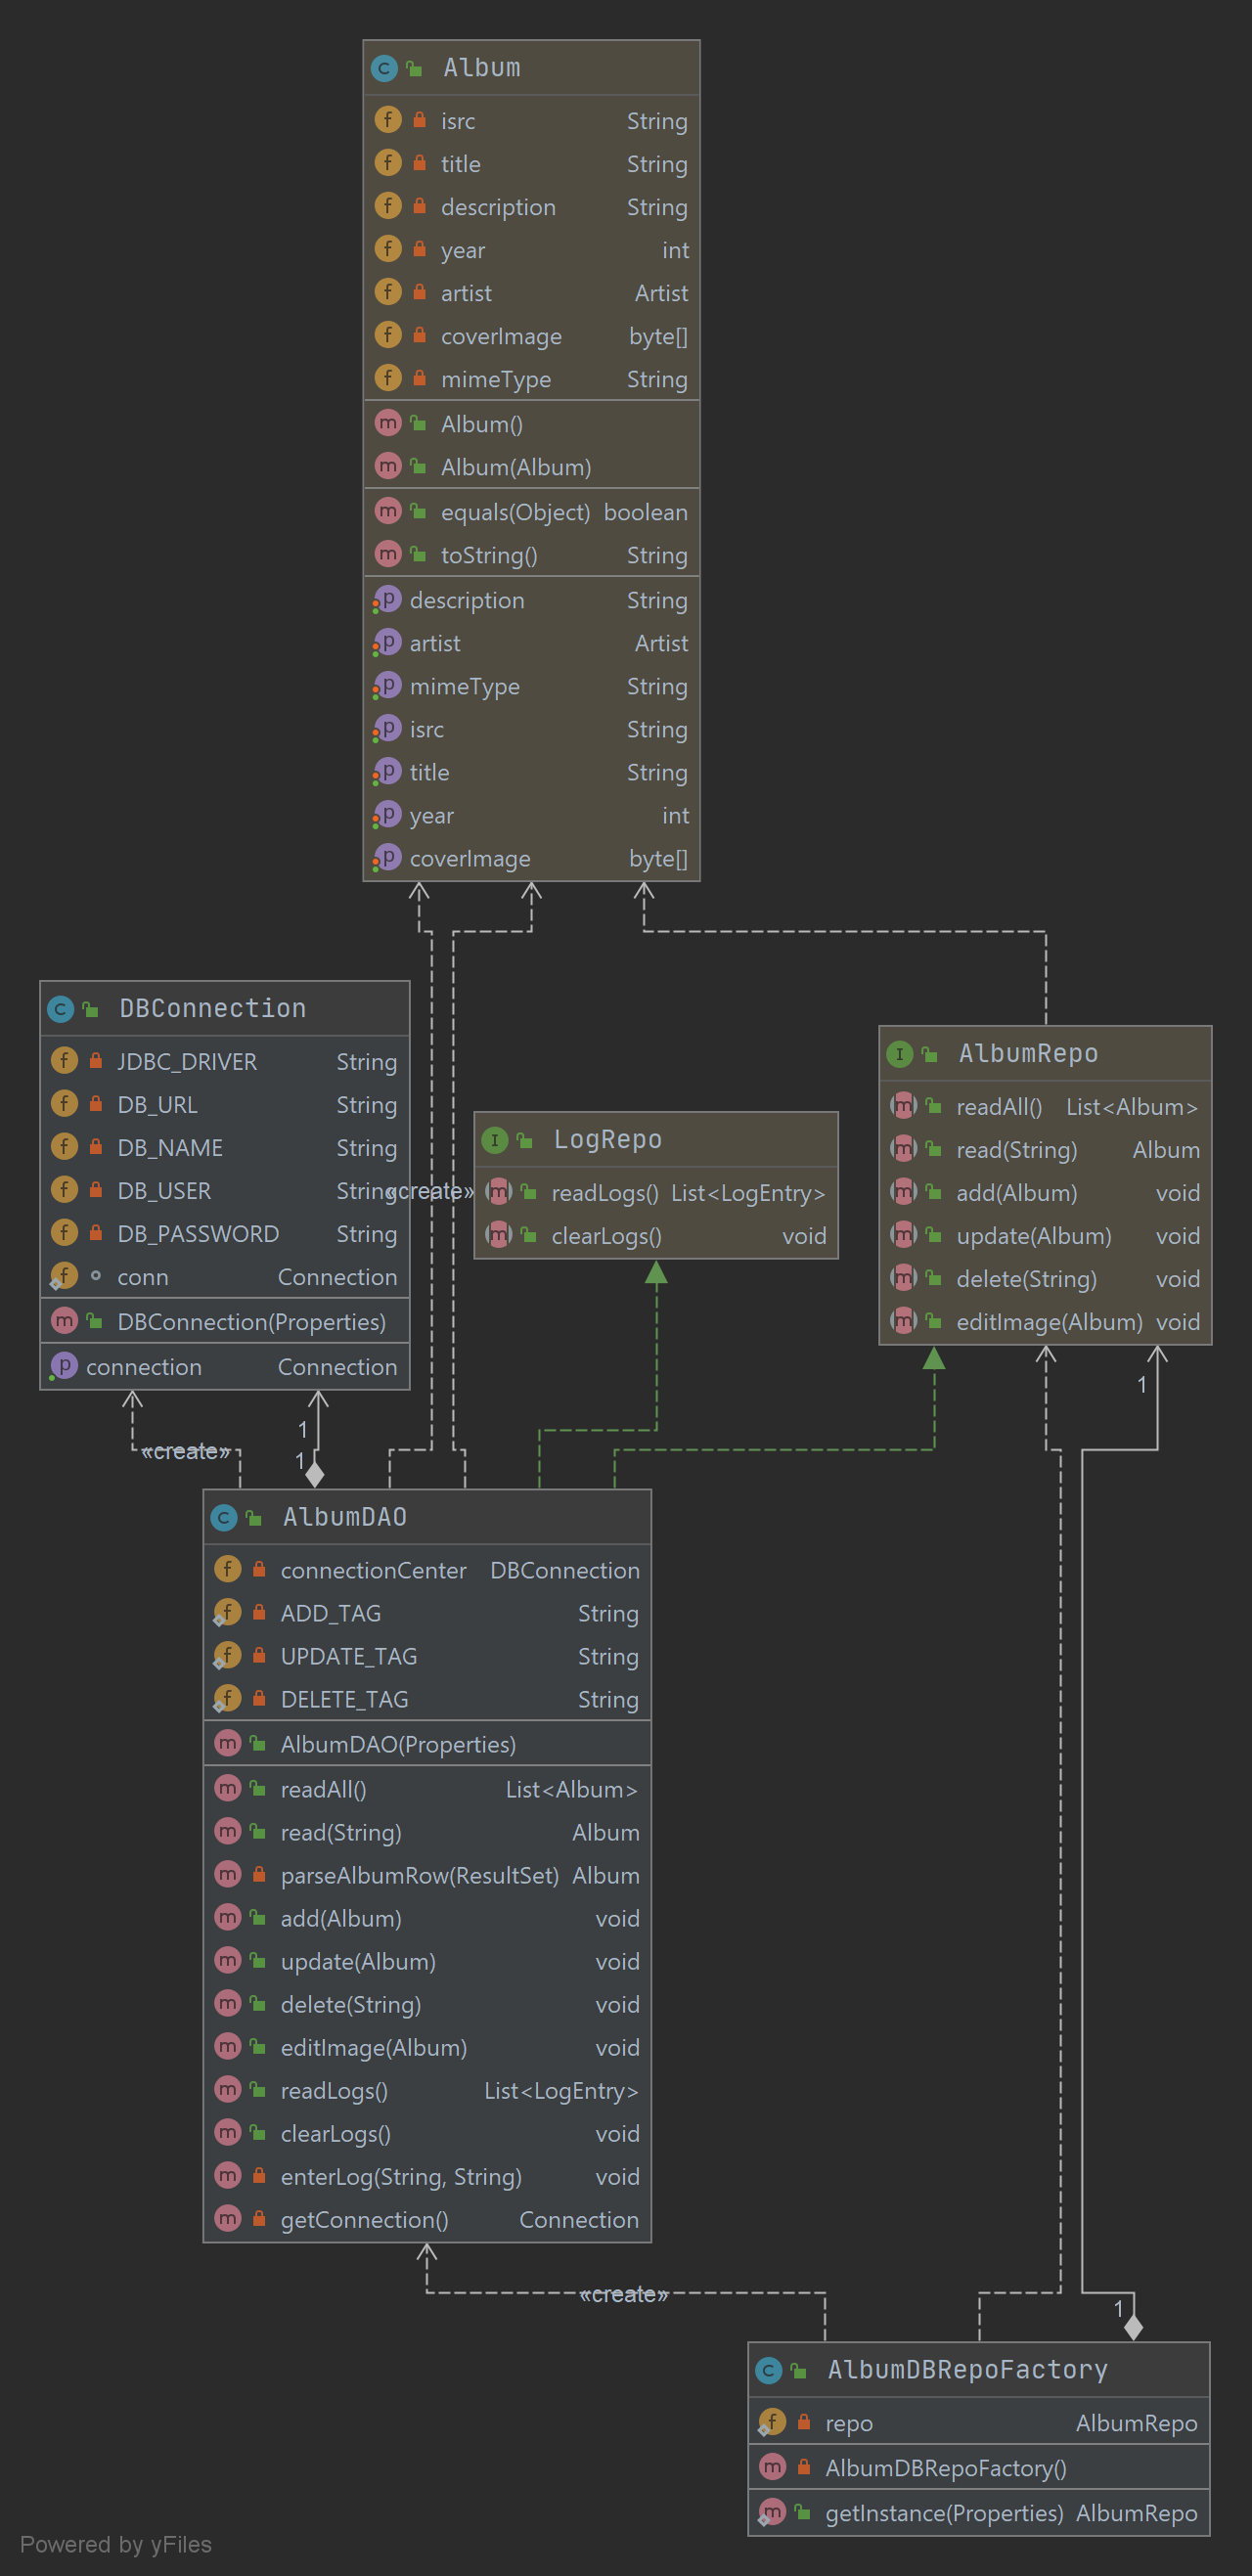 Album
isrc String
title String
description String
year int
artist Artist
coverImage byte[]
mimeType String
Album()
Album(Album)
equals(Object) boolean
toString() String
description String
artist Artist
mimeType String
isrc String
title String
year int
coverImage byte[]
DBConnection
JDBC_DRIVER String
DB_URL String
DB_NAME String
DB_USER String
DB_PASSWORD String
conn Connection
DBConnection(Properties)
connection Connection
«create»
LogRepo
readLogs() List<LogEntry>
clearLogs() void
AlbumRepo
readAll() List<Album>
read(String) Album
add(Album) void
update(Album) void
delete(String) void
editImage(Album) void
1
1
«create»
1
AlbumDAO
connectionCenter DBConnection
ADD_TAG String
UPDATE_TAG String
DELETE_TAG String
AlbumDAO(Properties)
readAll() List<Album>
read(String) Album
parseAlbumRow(ResultSet) Album
add(Album) void
update(Album) void
delete(String) void
editImage(Album) void
readLogs() List<LogEntry>
clearLogs() void
enterLog(String, String) void
getConnection() Connection
«create»
1
AlbumDBRepoFactory
repo AlbumRepo
AlbumDBRepoFactory()
getInstance(Properties) AlbumRepo
Powered by yFiles